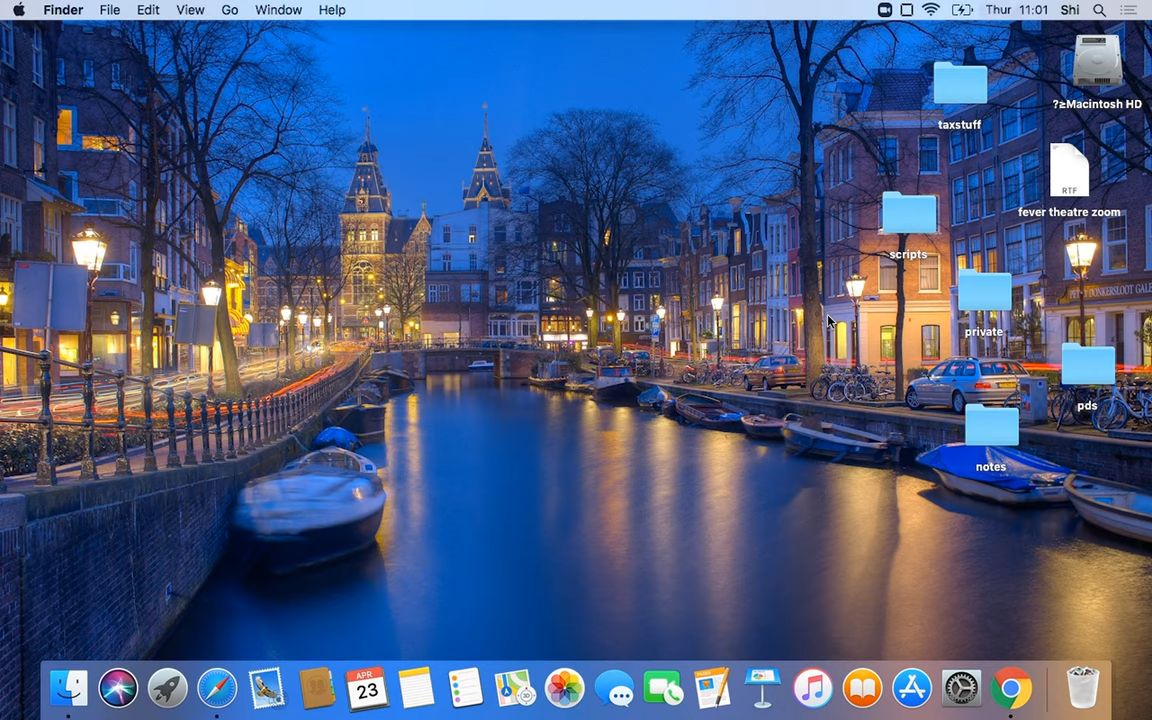 Finder File Edit View Go Window Help Thur 11:01 Shi
?≥Macintosh HD
taxstuff
RTF
fever theatre zoom
scripts
private
pds
notes
APR
23
3D